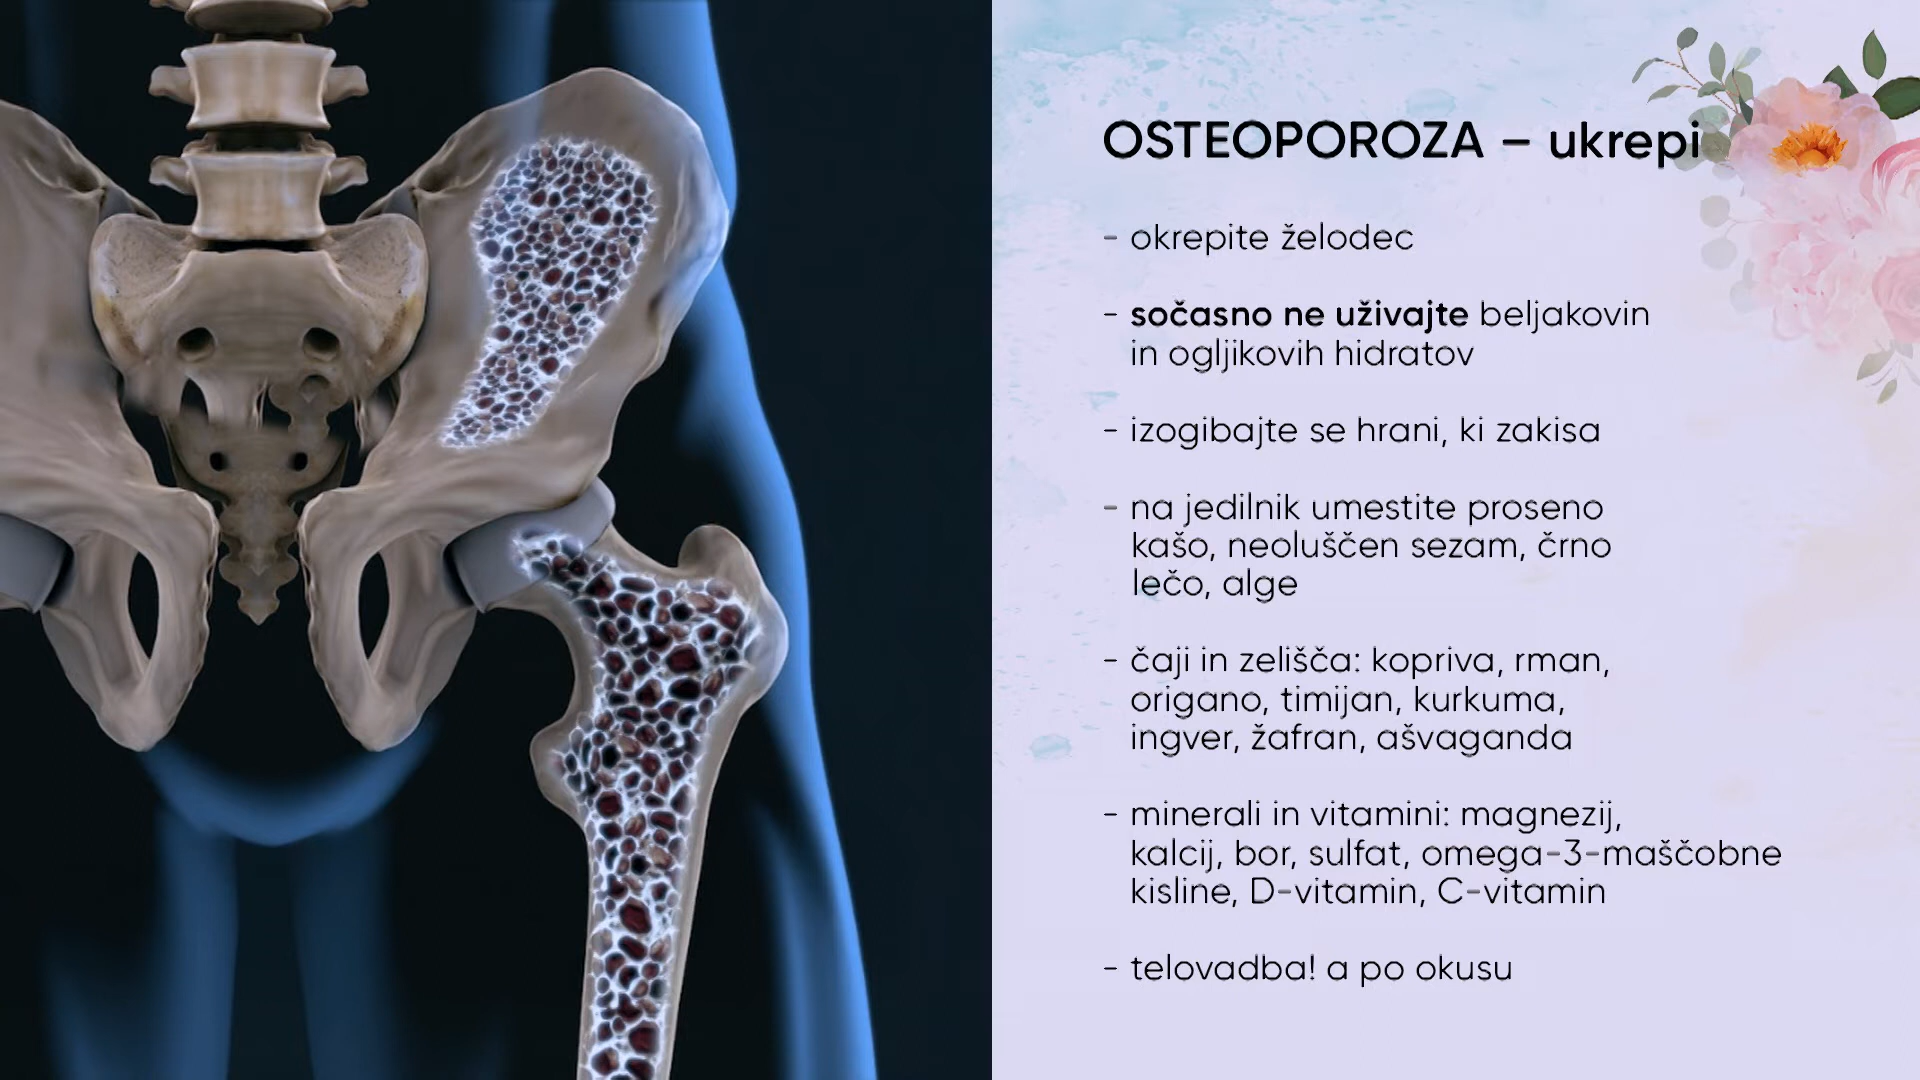 OSTEOPOROZA – ukrepi
- okrepite želodec
- sočasno ne uživajte beljakovin
in ogljikovih hidratov
- izogibajte se hrani, ki zakisa
- na jedilnik umestite proseno
kašo, neoluščen sezam, črno
lečo, alge
- čaji in zelišča: kopriva, rman,
origano, timijan, kurkuma,
ingver, žafran, ašvaganda
- minerali in vitamini: magnezij,
kalcij, bor, sulfat, omega-3-maščobne
kisline, D-vitamin, C-vitamin
- telovadba! a po okusu